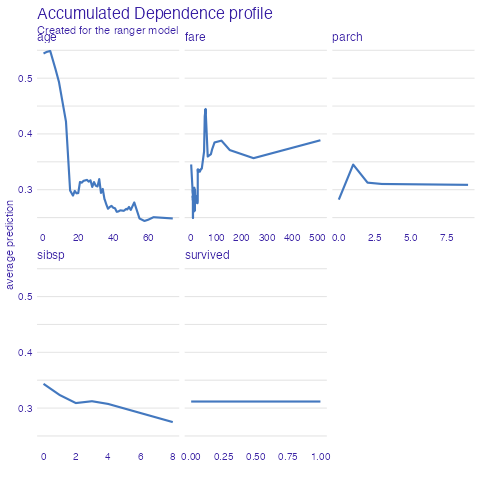 Accumulated Dependence profile
Created for the ranger model
age fare parch
0.5
0.4
0.3
0 20 40 60 0 100 200 300 400 500 0.0 2.5 5.0 7.5
average prediction
sibsp survived
0.5
0.4
0.3
0 2 4 6 8 0.00 0.25 0.50 0.75 1.00